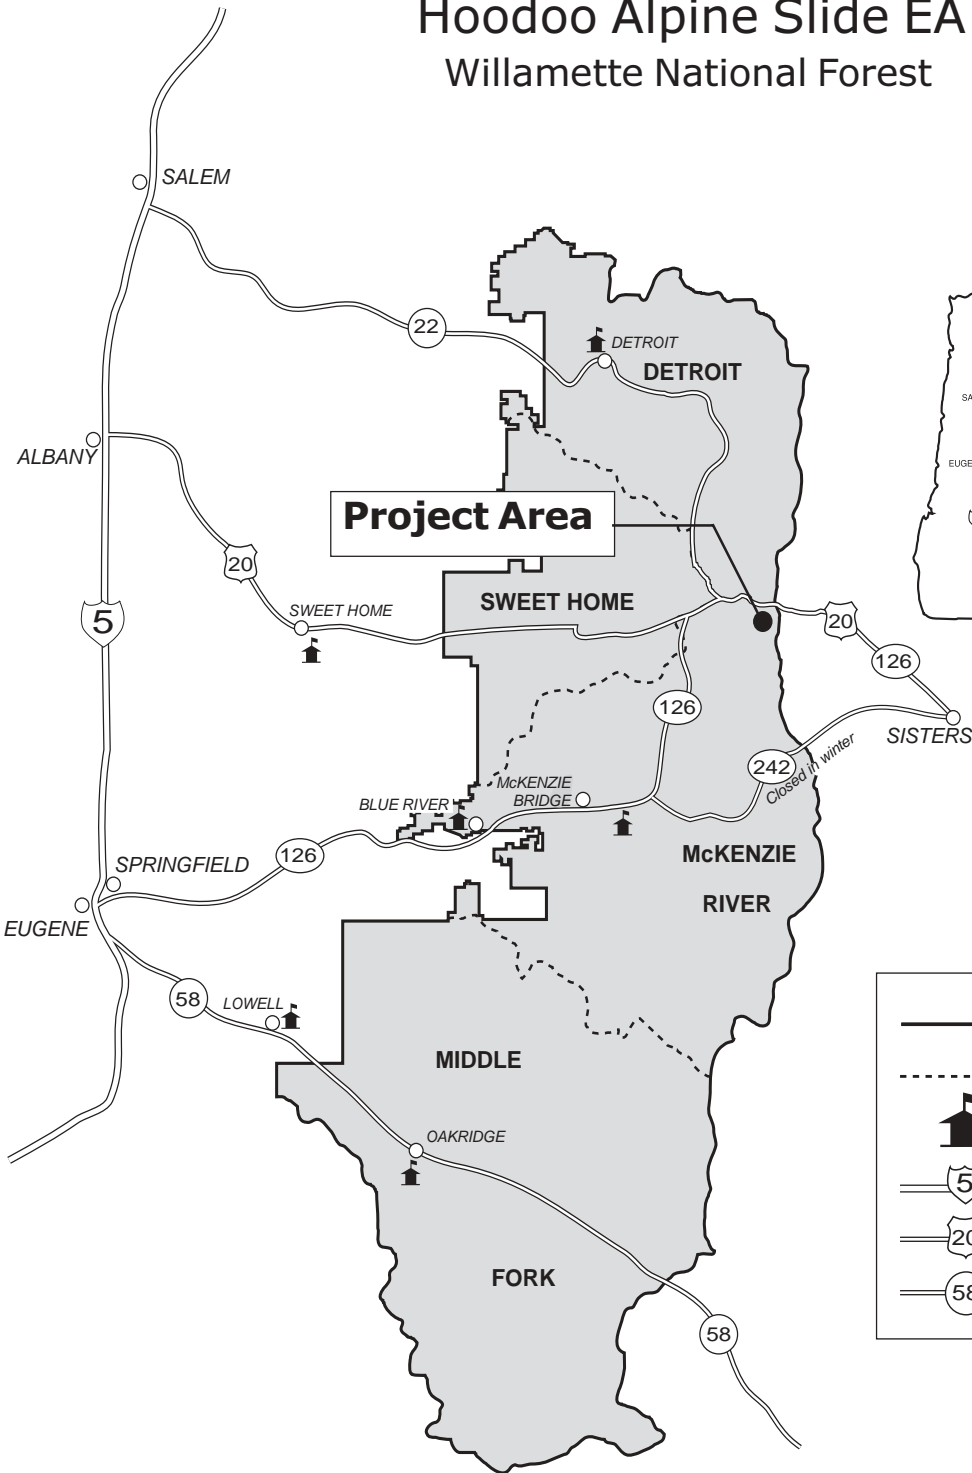 Hoodoo Alpine Slide EA
Willamette National Forest
SALEM
22
DETROIT
DETROIT
ALBANY
Project Area
20
SWEET HOME
SWEET HOME
5
20
126
SISTERS
126
242
Closed in winter
McKENZIE
BRIDGE
BLUE RIVER
126
SPRINGFIELD
EUGENE
McKENZIE
RIVER
58
LOWELL
MIDDLE
OAKRIDGE
FORK
58
SA
EUGE
5
20
58